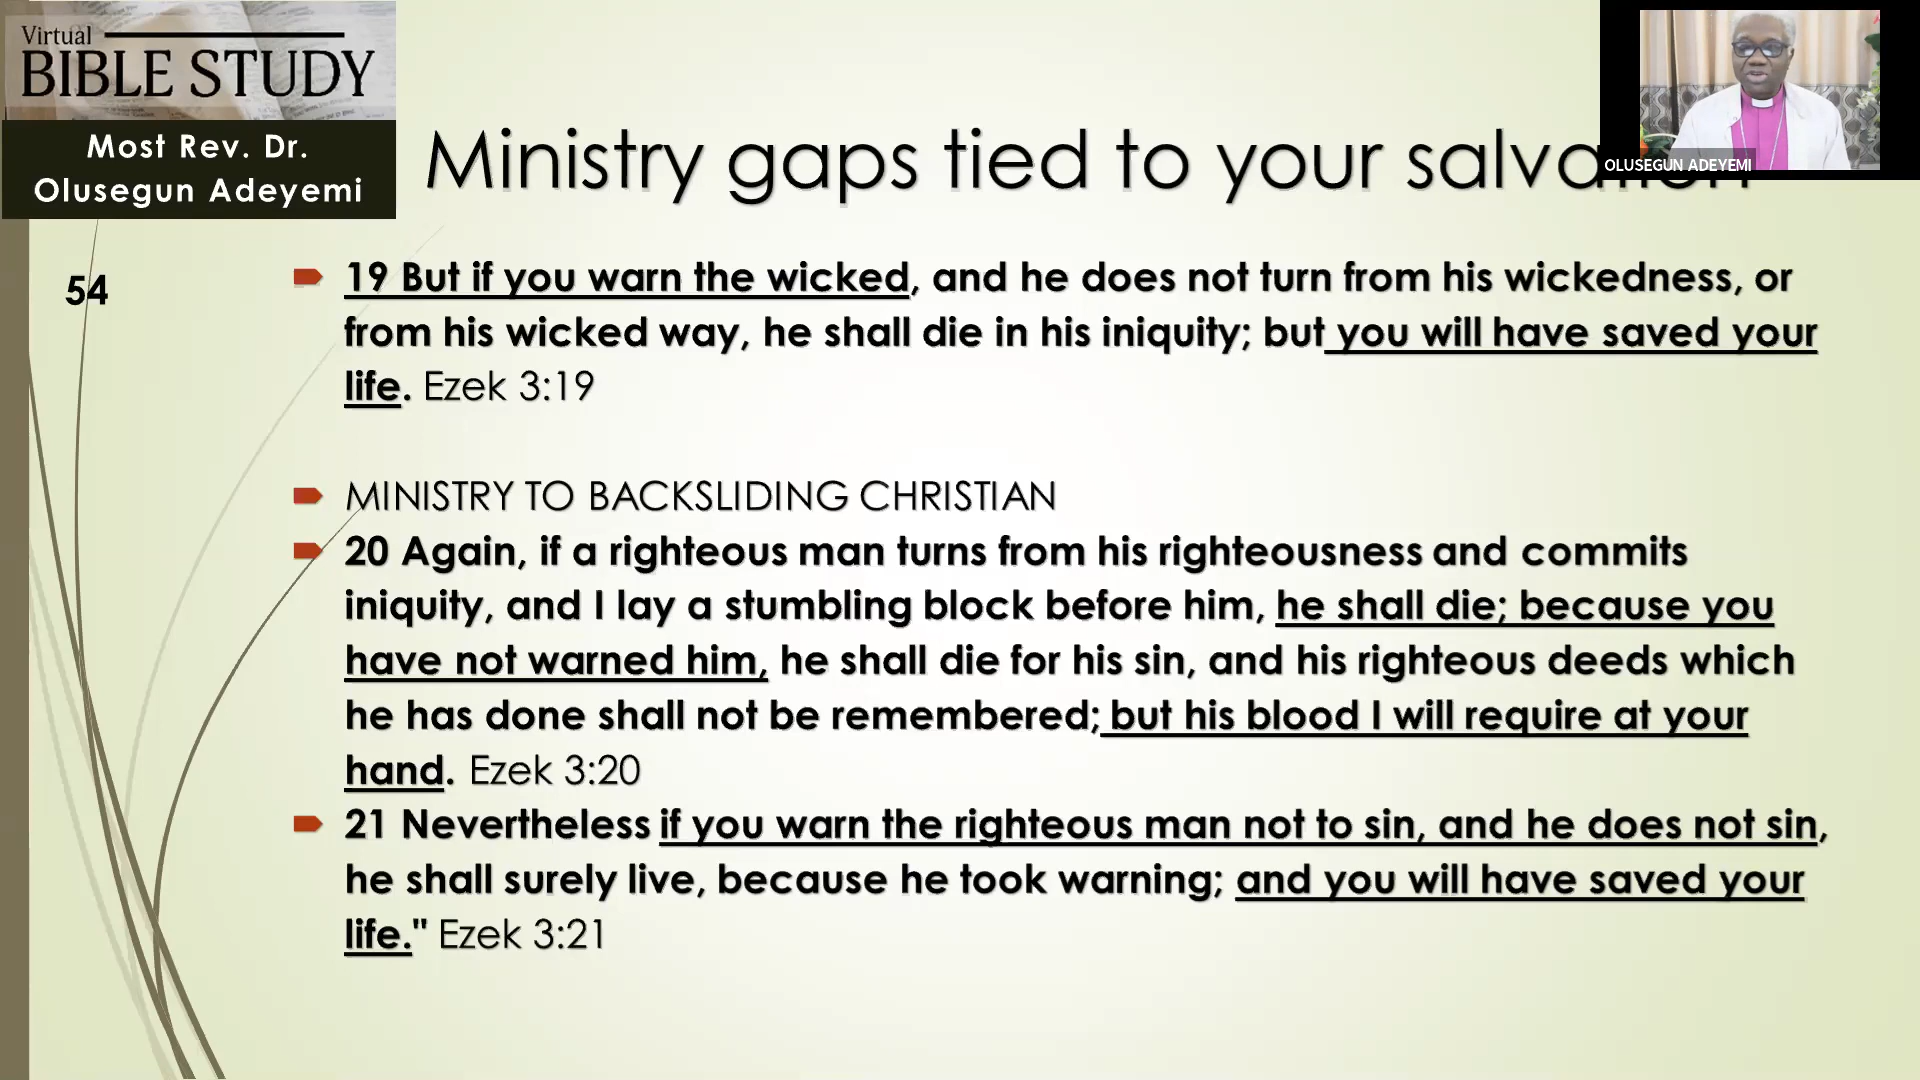 Virtual
BIBLE STUDY
Most Rev. Dr.
Olusegun Adeyemi
OLUSEGUN ADEYEMI
Ministry gaps tied to your salvation
54
19 But if you warn the wicked, and he does not turn from his wickedness, or
from his wicked way, he shall die in his iniquity; but you will have saved your
life. Ezek 3:19
MINISTRY TO BACKSLIDING CHRISTIAN
20 Again, if a righteous man turns from his righteousness and commits
iniquity, and I lay a stumbling block before him, he shall die; because you
have not warned him, he shall die for his sin, and his righteous deeds which
he has done shall not be remembered; but his blood I will require at your
hand. Ezek 3:20
21 Nevertheless if you warn the righteous man not to sin, and he does not sin,
he shall surely live, because he took warning; and you will have saved your
life." Ezek 3:21